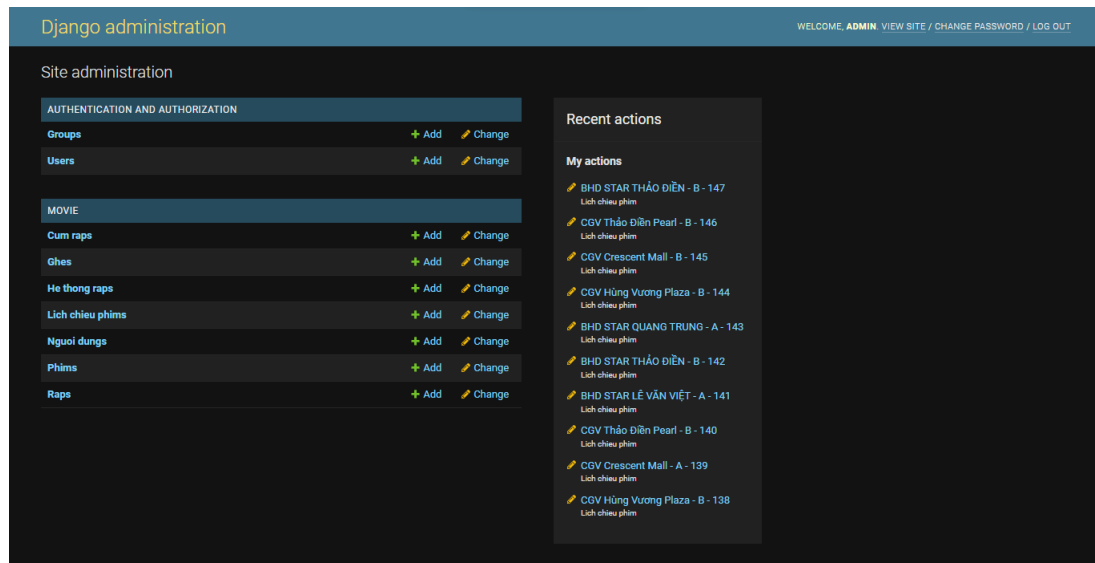 Django administration
WELCOME, ADMIN. VIEW SITE / CHANGE PASSWORD / LOG OUT
Site administration
AUTHENTICATION AND AUTHORIZATION
Groups + Add Change
Users + Add Change
MOVIE
Cum raps + Add Change
Ghes + Add Change
He thong raps + Add Change
Lich chieu phims + Add Change
Nguoi dungs + Add Change
Phims + Add Change
Raps + Add Change
Recent actions
My actions
BHD STAR THẢO ĐIỀN - B - 147
Lich chieu phim
CGV Thảo Điền Pearl - B - 146
Lich chieu phim
CGV Crescent Mall - B - 145
Lich chieu phim
CGV Hùng Vương Plaza - B - 144
Lich chieu phim
BHD STAR QUANG TRUNG - A - 143
Lich chieu phim
BHD STAR THẢO ĐIỀN - B - 142
Lich chieu phim
BHD STAR LÊ VĂN VIỆT - A - 141
Lich chieu phim
CGV Thảo Điền Pearl - B - 140
Lich chieu phim
CGV Crescent Mall - A - 139
Lich chieu phim
CGV Hùng Vương Plaza - B - 138
Lich chieu phim